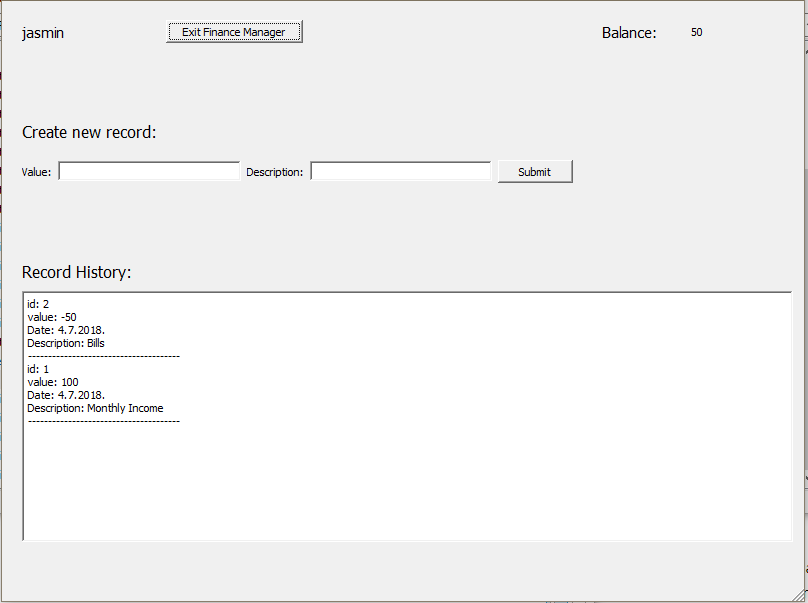 jasmin Exit Finance Manager Balance: 50
Create new record:
Value: Description: Submit
Record History:
id: 2
value: -50
Date: 4.7.2018.
Description: Bills
--------------------------------------
id: 1
value: 100
Date: 4.7.2018.
Description: Monthly Income
--------------------------------------